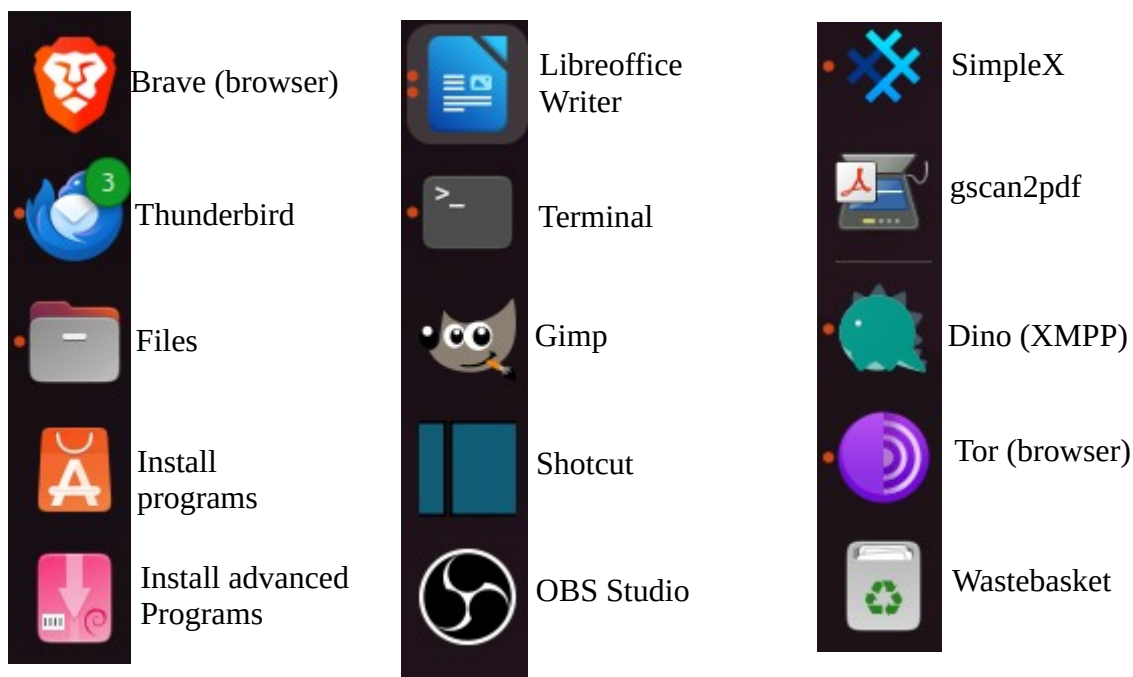 Brave (browser)
3
Thunderbird
Files
Install
programs
Install advanced
Programs
Libreoffice
Writer
>_
Terminal
Gimp
Shotcut
OBS Studio
SimpleX
gscan2pdf
Dino (XMPP)
Tor (browser)
Wastebasket